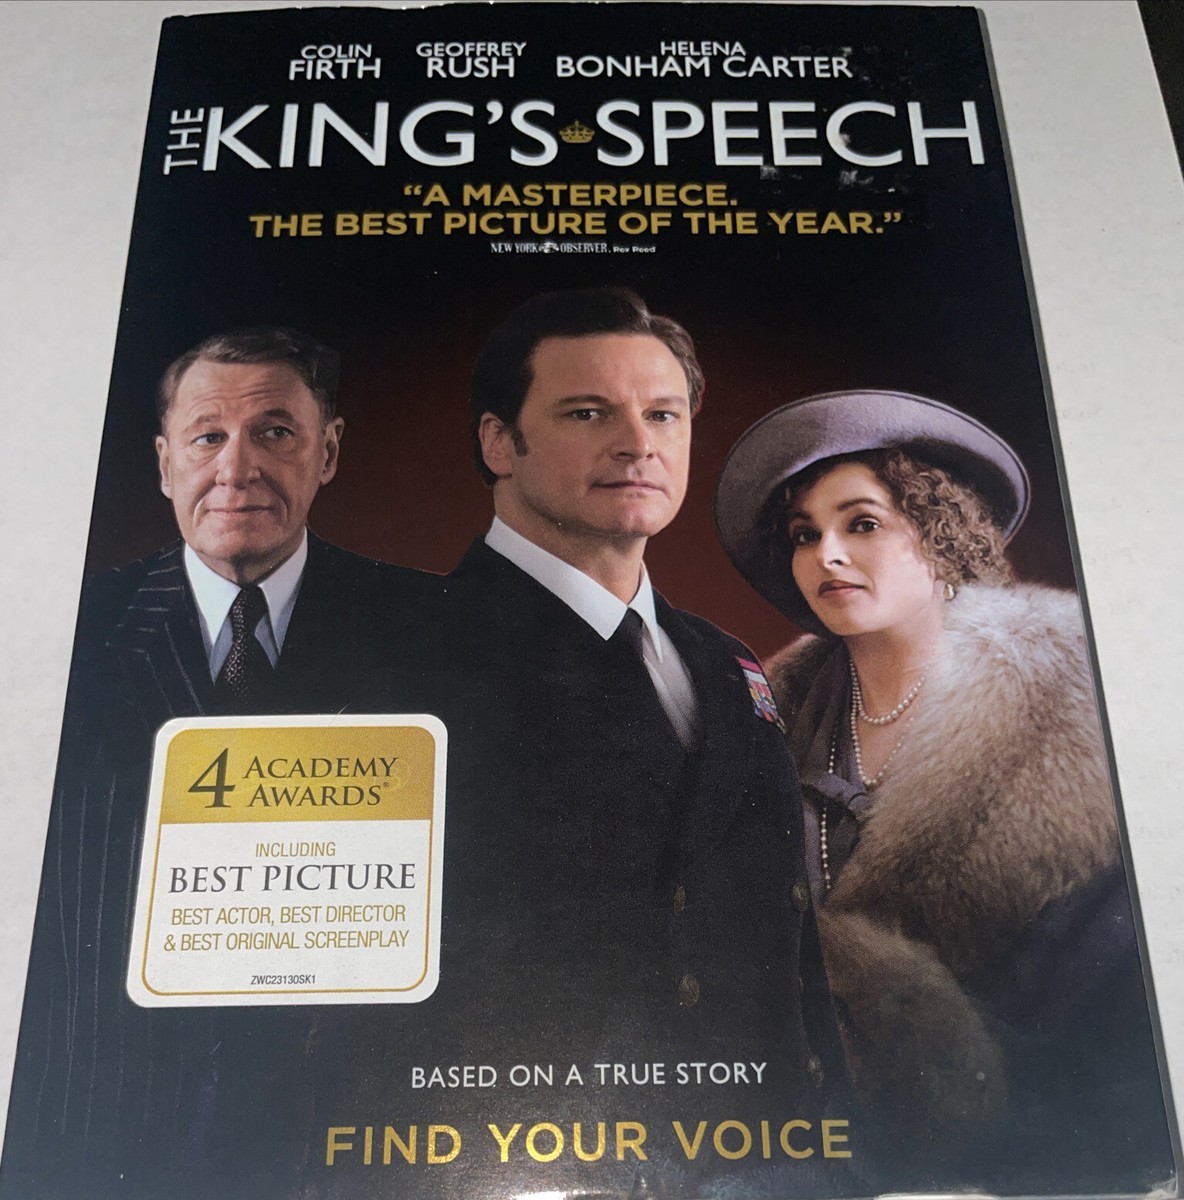 COLIN FIRTH
GEOFFREY RUSH
HELENA BONHAM CARTER
THE KING'S SPEECH
“A MASTERPIECE.
THE BEST PICTURE OF THE YEAR.”
NEW YORK OBSERVER, Rex Reed
4 ACADEMY AWARDS®
INCLUDING
BEST PICTURE
BEST ACTOR, BEST DIRECTOR
& BEST ORIGINAL SCREENPLAY
ZWC23130SK1
BASED ON A TRUE STORY
FIND YOUR VOICE